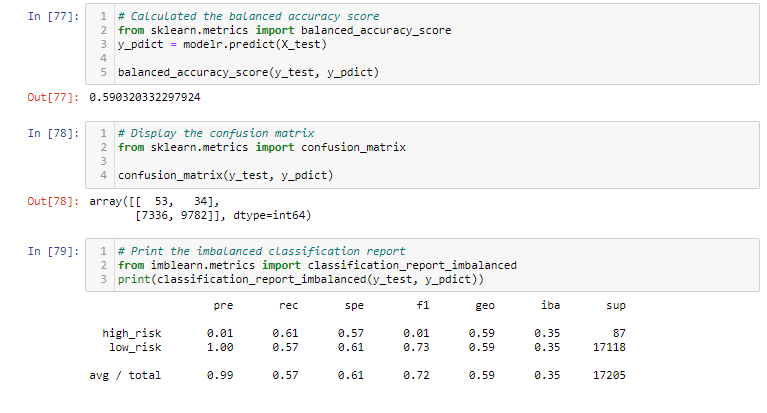 In [77]: 1 # Calculated the balanced accuracy score
2 from sklearn.metrics import balanced_accuracy_score
3 y_pdict = modelr.predict(X_test)
4
5 balanced_accuracy_score(y_test, y_pdict)
Out[77]: 0.590320332297924
In [78]: 1 # Display the confusion matrix
2 from sklearn.metrics import confusion_matrix
3
4 confusion_matrix(y_test, y_pdict)
Out[78]: array([[ 53, 34],
[7336, 9782]], dtype=int64)
In [79]: 1 # Print the imbalanced classification report
2 from imblearn.metrics import classification_report_imbalanced
3 print(classification_report_imbalanced(y_test, y_pdict))
pre rec spe f1 geo iba sup
high_risk 0.01 0.61 0.57 0.01 0.59 0.35 87
low_risk 1.00 0.57 0.61 0.73 0.59 0.35 17118
avg / total 0.99 0.57 0.61 0.72 0.59 0.35 17205